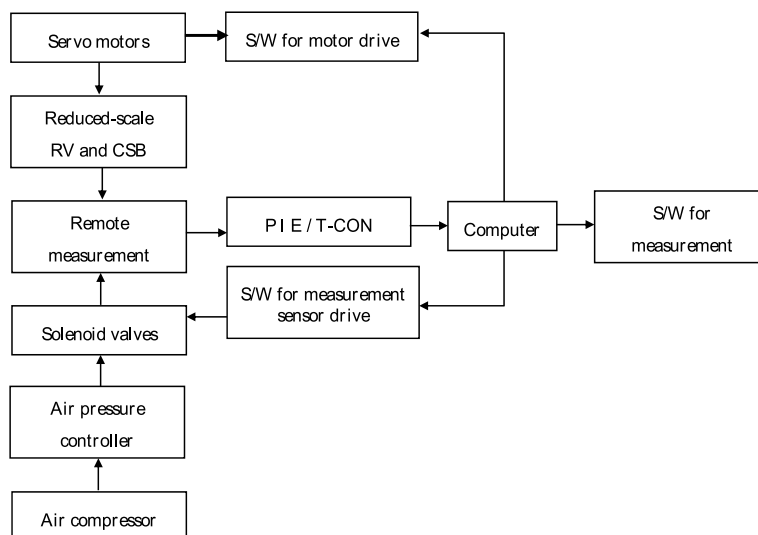 Servo motors
S/W for motor drive
Reduced-scale
RV and CSB
Remote
measurement
P I E / T-CON
Computer
S/W for
measurement
S/W for measurement
sensor drive
Solenoid valves
Air pressure
controller
Air compressor